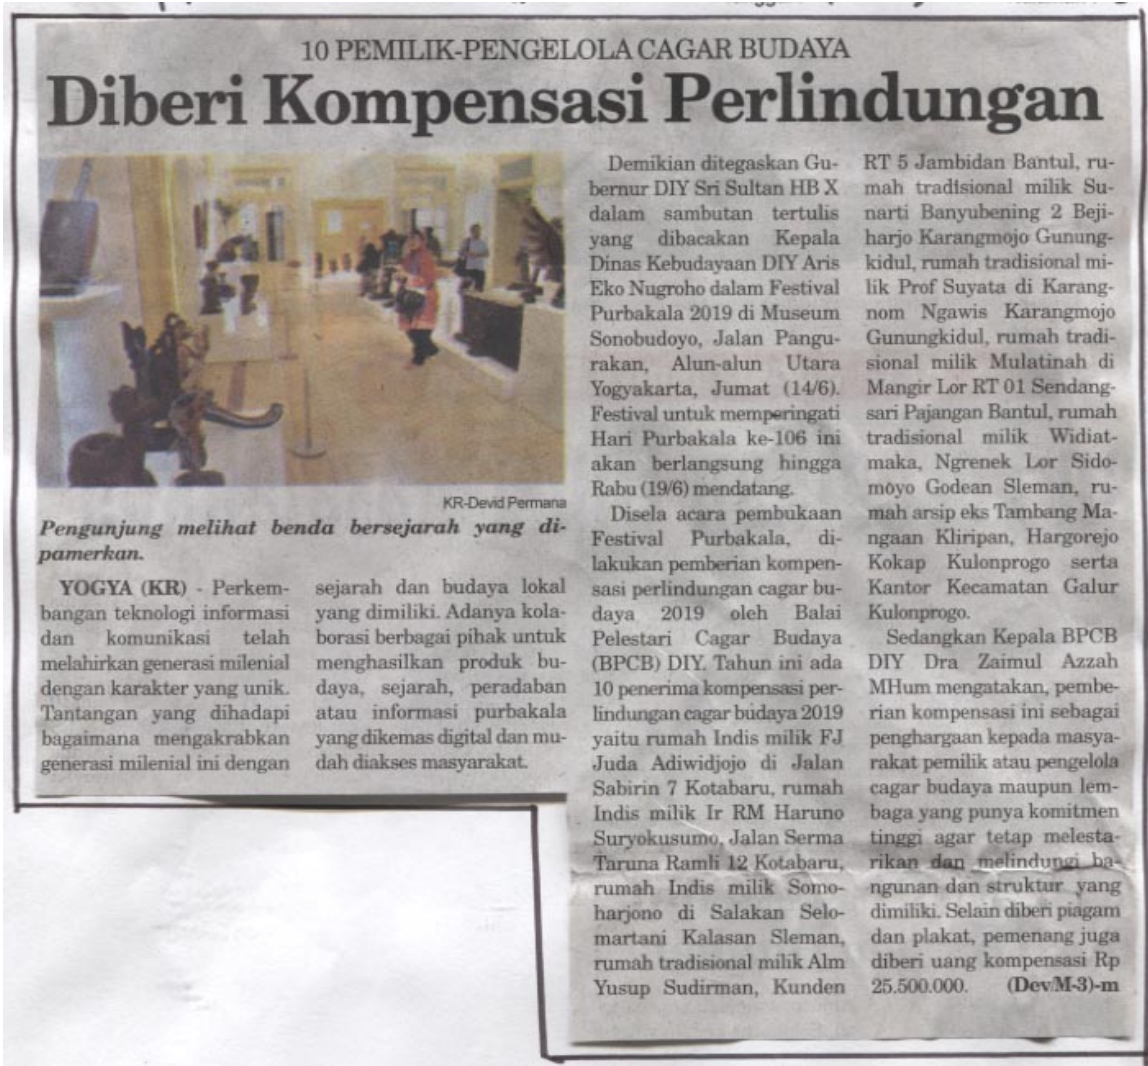 10 PEMILIK-PENGELOLA CAGAR BUDAYA
Diberi Kompensasi Perlindungan
KR-Devid Permana
Pengunjung melihat benda bersejarah yang di-
pamerkan.
YOGYA (KR) - Perkem-
bangan teknologi informasi
dan komunikasi telah
melahirkan generasi milenial
dengan karakter yang unik.
Tantangan yang dihadapi
bagaimana mengakrabkan
generasi milenial ini dengan
sejarah dan budaya lokal
yang dimiliki. Adanya kola-
borasi berbagai pihak untuk
menghasilkan produk bu-
daya, sejarah, peradaban
atau informasi purbakala
yang dikemas digital dan mu-
dah diakses masyarakat.
Demikian ditegaskan Gu-
bernur DIY Sri Sultan HB X
dalam sambutan tertulis
yang dibacakan Kepala
Dinas Kebudayaan DIY Aris
Eko Nugroho dalam Festival
Purbakala 2019 di Museum
Sonobudoyo, Jalan Pangu-
rakan, Alun-alun Utara
Yogyakarta, Jumat (14/6).
Festival untuk memperingati
Hari Purbakala ke-106 ini
akan berlangsung hingga
Rabu (19/6) mendatang.
Disela acara pembukaan
Festival Purbakala, di-
lakukan pemberian kompen-
sasi perlindungan cagar bu-
daya 2019 oleh Balai
Pelestari Cagar Budaya
(BPCB) DIY. Tahun ini ada
10 penerima kompensasi per-
lindungan cagar budaya 2019
yaitu rumah Indis milik FJ
Juda Adiwidjojo di Jalan
Sabirin 7 Kotabaru, rumah
Indis milik Ir RM Haruno
Suryokusumo, Jalan Serma
Taruna Ramli 12 Kotabaru,
rumah Indis milik Somo-
harjono di Salakan Selo-
martani Kalasan Sleman,
rumah tradisional milik Alm
Yusup Sudirman, Kunden
RT 5 Jambidan Bantul, ru-
mah tradisional milik Su-
narti Banyubening 2 Beji-
harjo Karangmojo Gunung-
kidul, rumah tradisional mi-
lik Prof Suyata di Karang-
nom Ngawis Karangmojo
Gunungkidul, rumah tradi-
sional milik Mulatinah di
Mangir Lor RT 01 Sendang-
sari Pajangan Bantul, rumah
tradisional milik Widiat-
maka, Ngrenek Lor Sido-
moyo Godean Sleman, ru-
mah arsip eks Tambang Ma-
ngaan Kliripan, Hargorejo
Kokap Kulonprogo serta
Kantor Kecamatan Galur
Kulonprogo.
Sedangkan Kepala BPCB
DIY Dra Zaimul Azzah
MHum mengatakan, pembe-
rian kompensasi ini sebagai
penghargaan kepada masya-
rakat pemilik atau pengelola
cagar budaya maupun lem-
baga yang punya komitmen
tinggi agar tetap melesta-
rikan dan melindungi ba-
ngunan dan struktur yang
dimiliki. Selain diberi piagam
dan plakat, pemenang juga
diberi uang kompensasi Rp
25.500.000. (Dev/M-3)-m